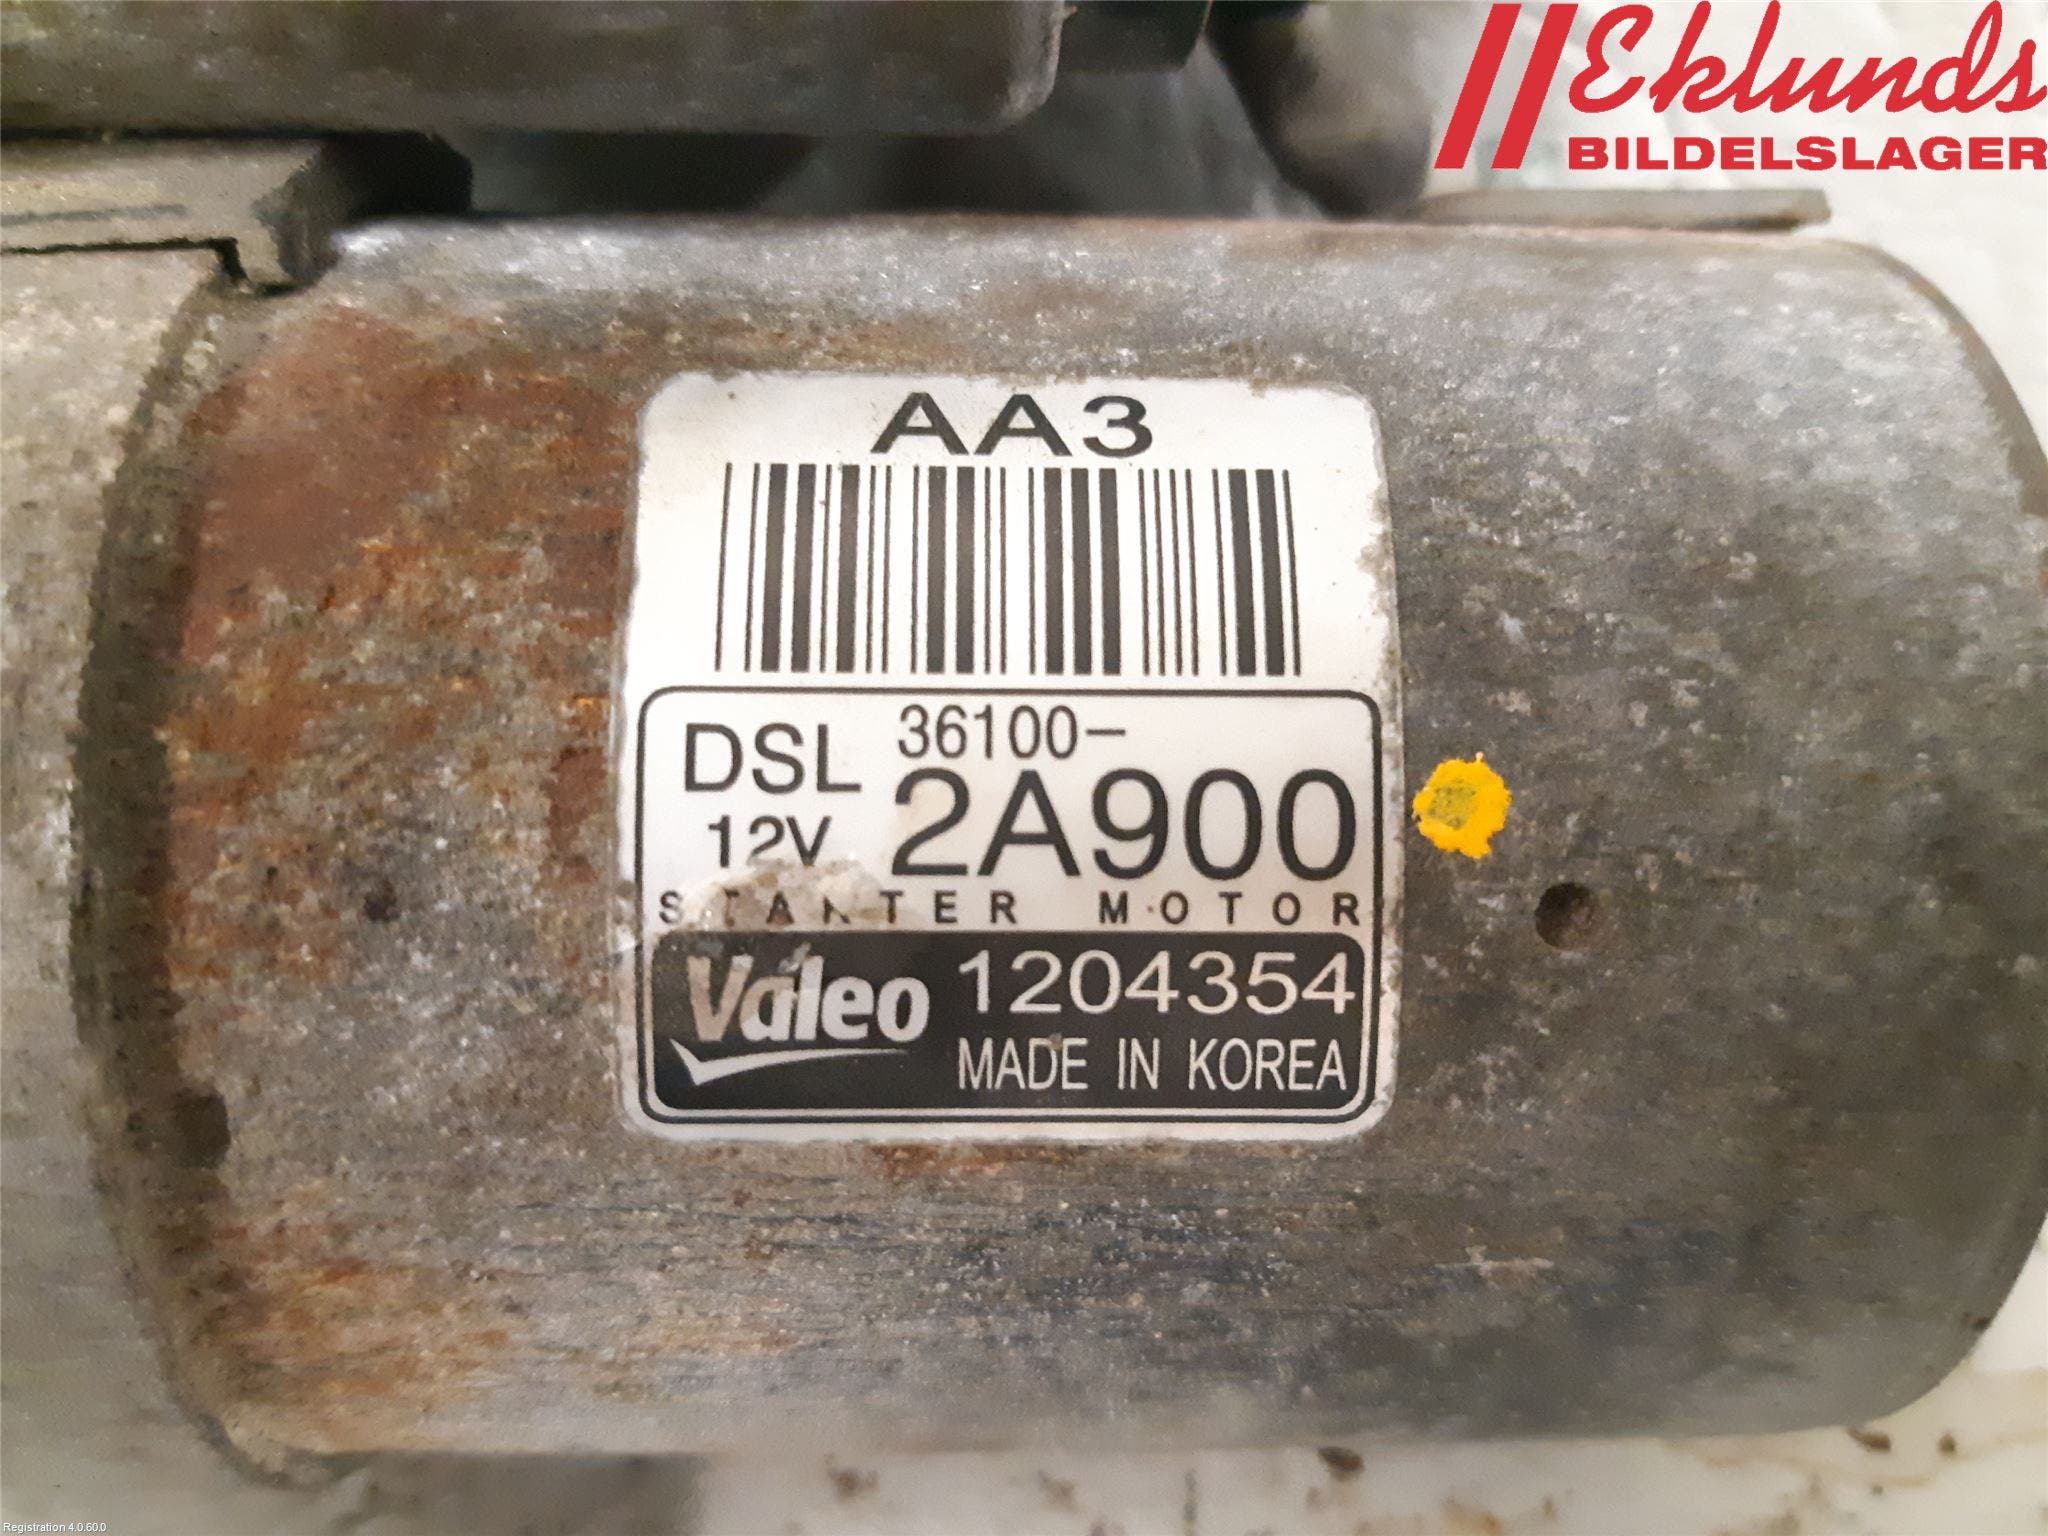 Eklunds
BILDELSLAGER
AA3
DSL 36100-
12V 2A900
STARTER MOTOR
Valeo 1204354
MADE IN KOREA
Registration 4.0.60.0